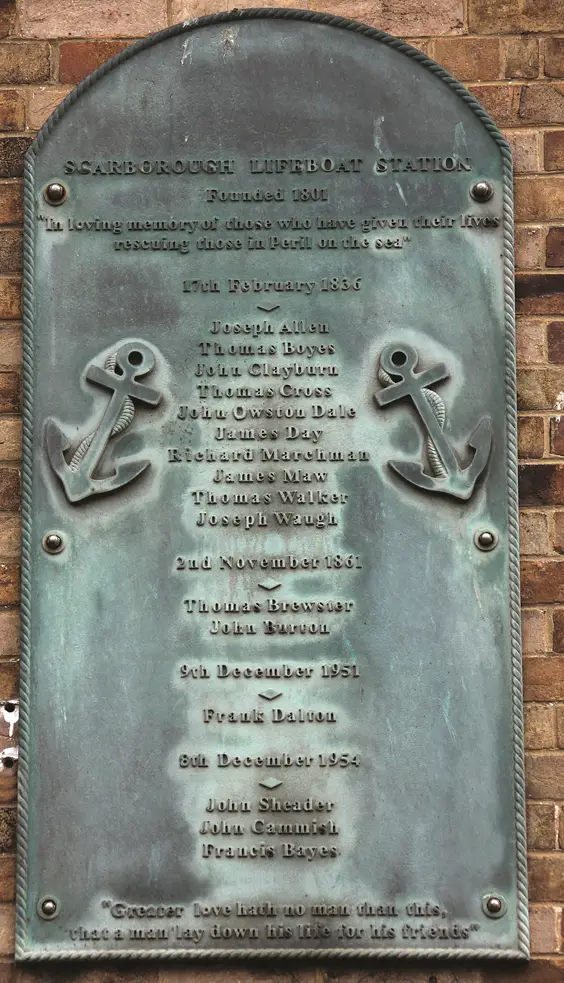 SCARBOROUGH LIFEBOAT STATION
Founded 1801
"In loving memory of those who have given their lives
rescuing those in Peril on the sea"
17th February 1836
Joseph Allen
Thomas Boyes
John Clayburn
Thomas Cross
John Owston Dale
James Day
Richard Marchman
James Maw
Thomas Walker
Joseph Waugh
2nd November 1861
Thomas Brewster
John Burton
9th December 1951
Frank Dalton
8th December 1954
John Sheader
John Cammish
Francis Bayes
"Greater love hath no man than this,
that a man lay down his life for his friends"